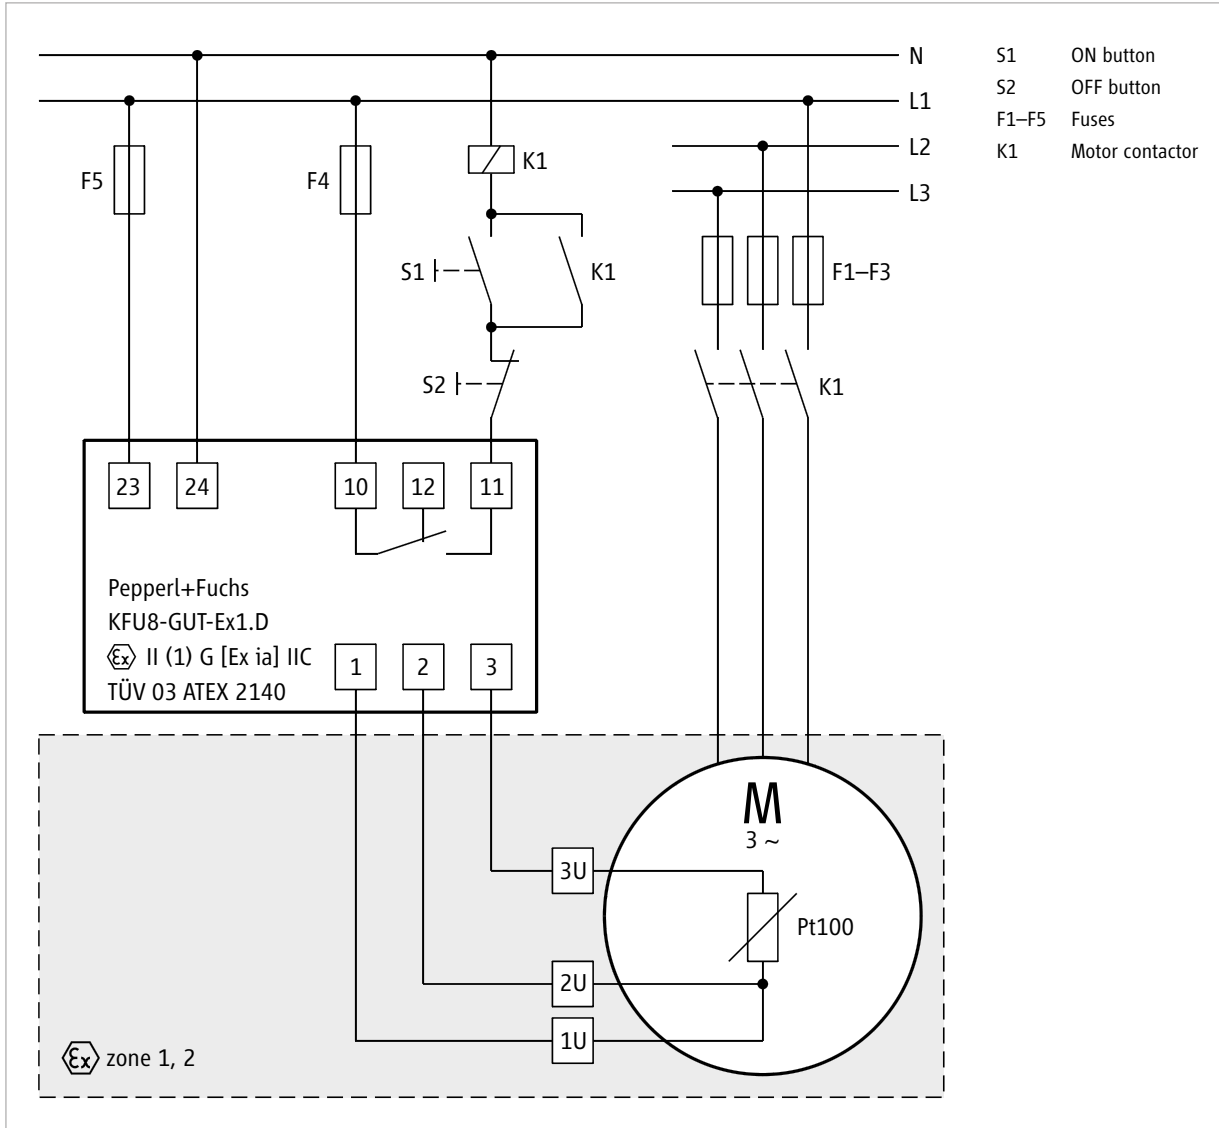 N
L1
L2
L3
S1 ON button
S2 OFF button
F1–F5 Fuses
K1 Motor contactor
F5
F4
K1
S1
K1
F1–F3
S2
K1
23 24 10 12 11
Pepperl+Fuchs
KFU8-GUT-Ex1.D
Ex II (1) G [Ex ia] IIC
TÜV 03 ATEX 2140
1 2 3
M
3 ~
3U
Pt100
2U
1U
Ex zone 1, 2